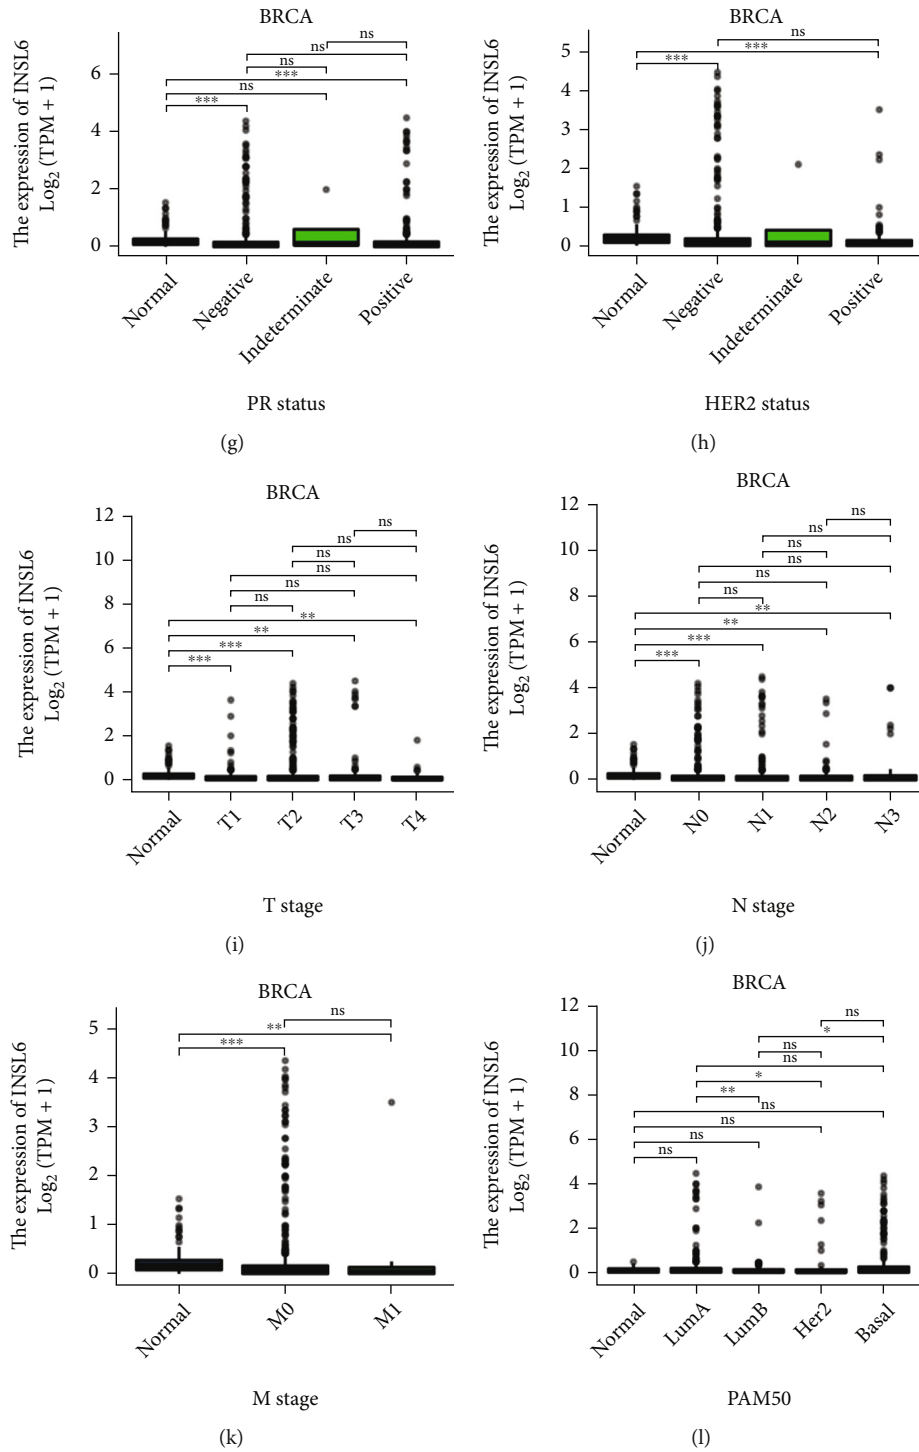 BRCA
The expression of INSL6
Log₂ (TPM + 1)
6
4
2
0
ns
ns
ns
***
ns
***
Normal
Negative
Indeterminate
Positive
PR status
(g)
BRCA
The expression of INSL6
Log₂ (TPM + 1)
5
4
3
2
1
0
ns
***
***
Normal
Negative
Indeterminate
Positive
HER2 status
(h)
BRCA
The expression of INSL6
Log₂ (TPM + 1)
12
10
8
6
4
2
0
ns
ns
ns
ns
ns
ns
**
**
***
***
Normal
T1
T2
T3
T4
T stage
(i)
BRCA
The expression of INSL6
Log₂ (TPM + 1)
12
10
8
6
4
2
0
ns
ns
ns
ns
ns
ns
**
**
***
***
Normal
N0
N1
N2
N3
N stage
(j)
BRCA
The expression of INSL6
Log₂ (TPM + 1)
5
4
3
2
1
0
ns
**
***
Normal
M0
M1
M stage
(k)
BRCA
The expression of INSL6
Log₂ (TPM + 1)
12
10
8
6
4
2
0
ns
*
ns
ns
*
**
ns
ns
ns
ns
Normal
LumA
LumB
Her2
Basal
PAM50
(l)